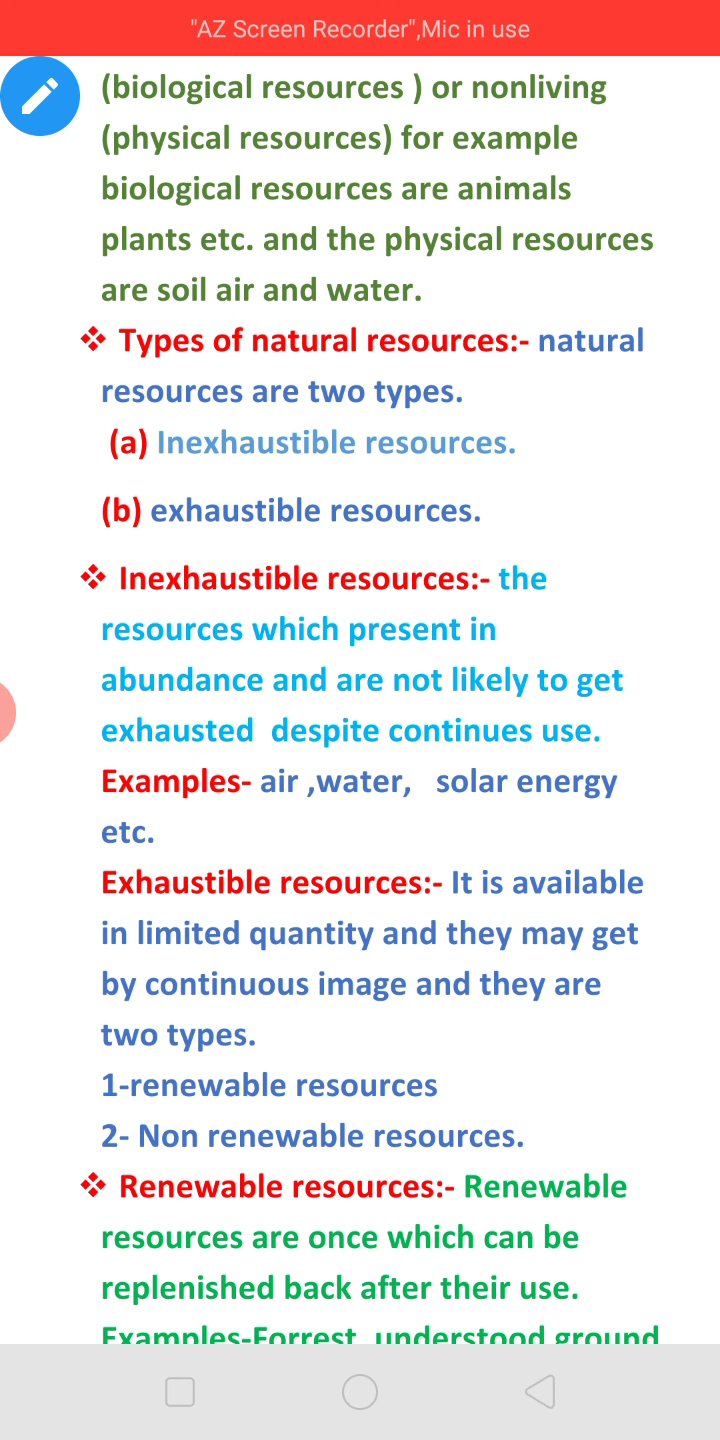 "AZ Screen Recorder",Mic in use
(biological resources ) or nonliving
(physical resources) for example
biological resources are animals
plants etc. and the physical resources
are soil air and water.
❖ Types of natural resources:- natural
resources are two types.
(a) Inexhaustible resources.
(b) exhaustible resources.
❖ Inexhaustible resources:- the
resources which present in
abundance and are not likely to get
exhausted  despite continues use.
Examples- air ,water,   solar energy
etc.
Exhaustible resources:- It is available
in limited quantity and they may get
by continuous image and they are
two types.
1-renewable resources
2- Non renewable resources.
❖ Renewable resources:- Renewable
resources are once which can be
replenished back after their use.
Examples-Forrest  understood ground